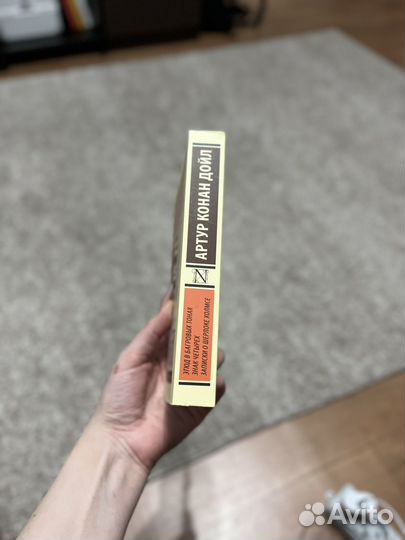 АРТУР КОНАН ДОЙЛ
N
ЭТЮД В БАГРОВЫХ ТОНАХ
ЗНАК ЧЕТЫРЕХ
ЗАПИСКИ О ШЕРЛОКЕ ХОЛМСЕ
Avito